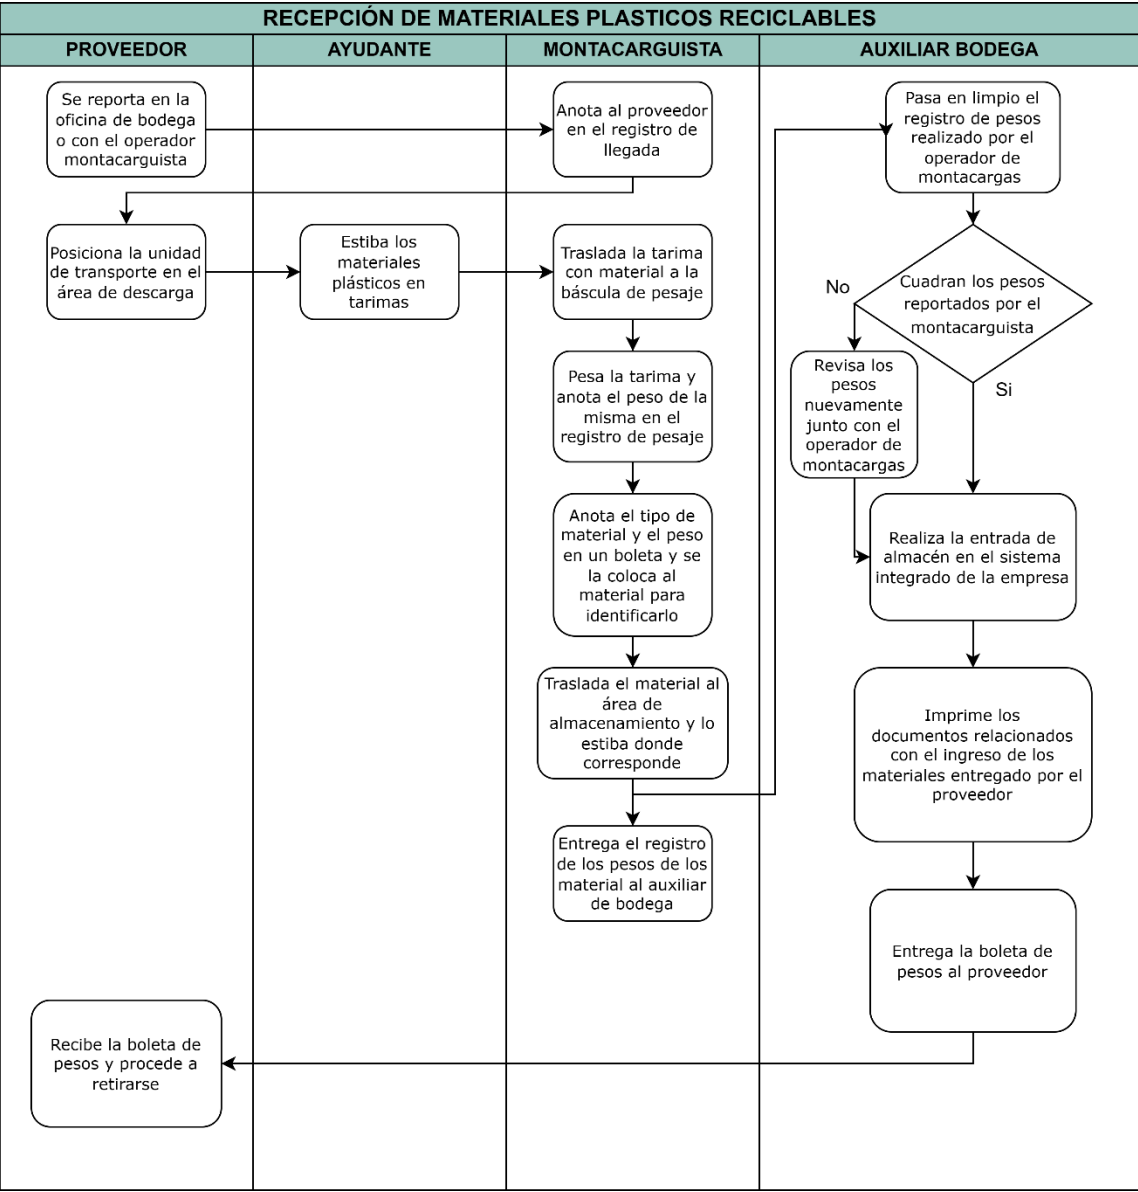 RECEPCIÓN DE MATERIALES PLASTICOS RECICLABLES
PROVEEDOR
AYUDANTE
MONTACARGUISTA
AUXILIAR BODEGA
Se reporta en la
oficina de bodega
o con el operador
montacarguista
Anota al proveedor
en el registro de
llegada
Pasa en limpio el
registro de pesos
realizado por el
operador de
montacargas
Posiciona la unidad
de transporte en el
área de descarga
Estiba los
materiales
plásticos en
tarimas
Traslada la tarima
con material a la
báscula de pesaje
Cuadran los pesos
reportados por el
montacarguista
No
Si
Pesa la tarima y
anota el peso de la
misma en el
registro de pesaje
Revisa los
pesos
nuevamente
junto con el
operador de
montacargas
Anota el tipo de
material y el peso
en un boleta y se
la coloca al
material para
identificarlo
Realiza la entrada de
almacén en el sistema
integrado de la empresa
Traslada el material al
área de
almacenamiento y lo
estiba donde
corresponde
Imprime los
documentos relacionados
con el ingreso de los
materiales entregado por el
proveedor
Entrega el registro
de los pesos de los
material al auxiliar
de bodega
Entrega la boleta de
pesos al proveedor
Recibe la boleta de
pesos y procede a
retirarse